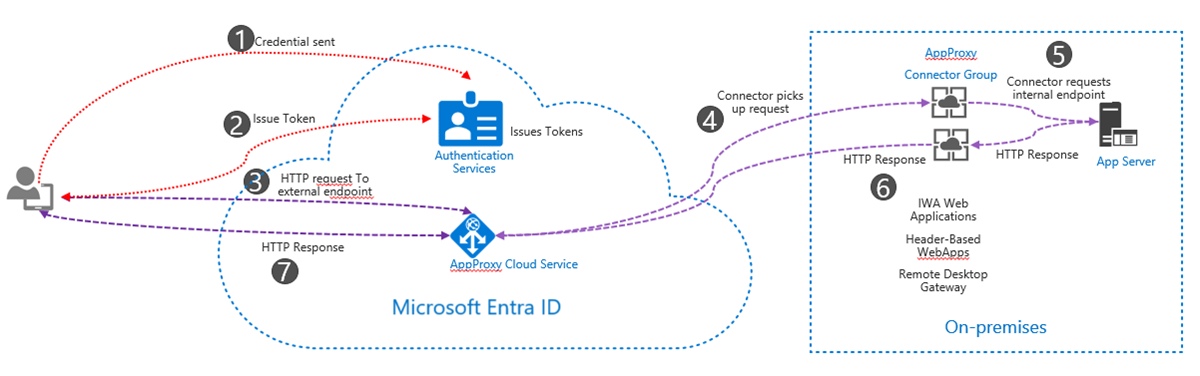 1
Credential sent
2
Issue Token
Issues Tokens
Authentication
Services
3
HTTP request To
external endpoint
HTTP Response
7
AppProxy Cloud Service
Microsoft Entra ID
4
Connector picks
up request
AppProxy
Connector Group
5
Connector requests
internal endpoint
HTTP Response
HTTP Response
App Server
6
IWA Web
Applications
Header-Based
WebApps
Remote Desktop
Gateway
On-premises